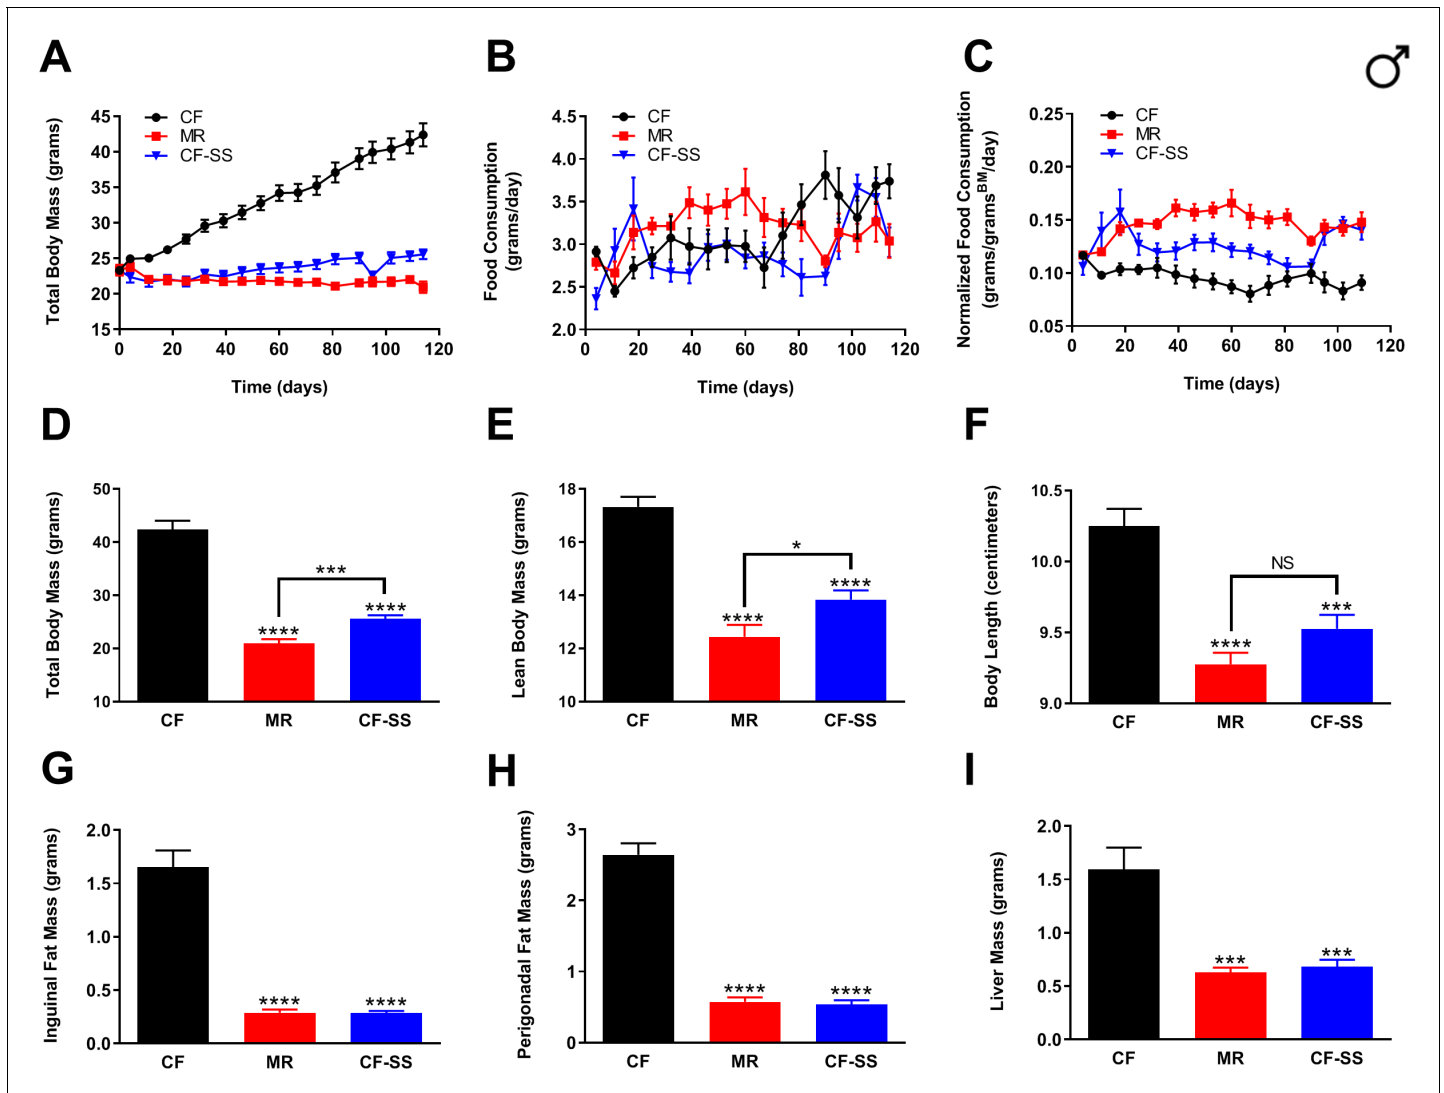 A
Total Body Mass (grams)
45
40
35
30
25
20
15
CF
MR
CF-SS
0 20 40 60 80 100 120
Time (days)
B
Food Consumption
(grams/day)
4.5
4.0
3.5
3.0
2.5
2.0
CF
MR
CF-SS
0 20 40 60 80 100 120
Time (days)
C
Normalized Food Consumption
(grams/grams^BM/day)
0.25
0.20
0.15
0.10
0.05
CF
MR
CF-SS
0 20 40 60 80 100 120
Time (days)
♂
D
Total Body Mass (grams)
50
40
30
20
10
***
****
****
CF MR CF-SS
E
Lean Body Mass (grams)
18
16
14
12
10
*
****
****
CF MR CF-SS
F
Body Length (centimeters)
10.5
10.0
9.5
9.0
NS
***
****
CF MR CF-SS
G
Inguinal Fat Mass (grams)
2.0
1.5
1.0
0.5
0.0
**** ****
CF MR CF-SS
H
Perigonadal Fat Mass (grams)
3
2
1
0
**** ****
CF MR CF-SS
I
Liver Mass (grams)
2.0
1.5
1.0
0.5
0.0
*** ***
CF MR CF-SS